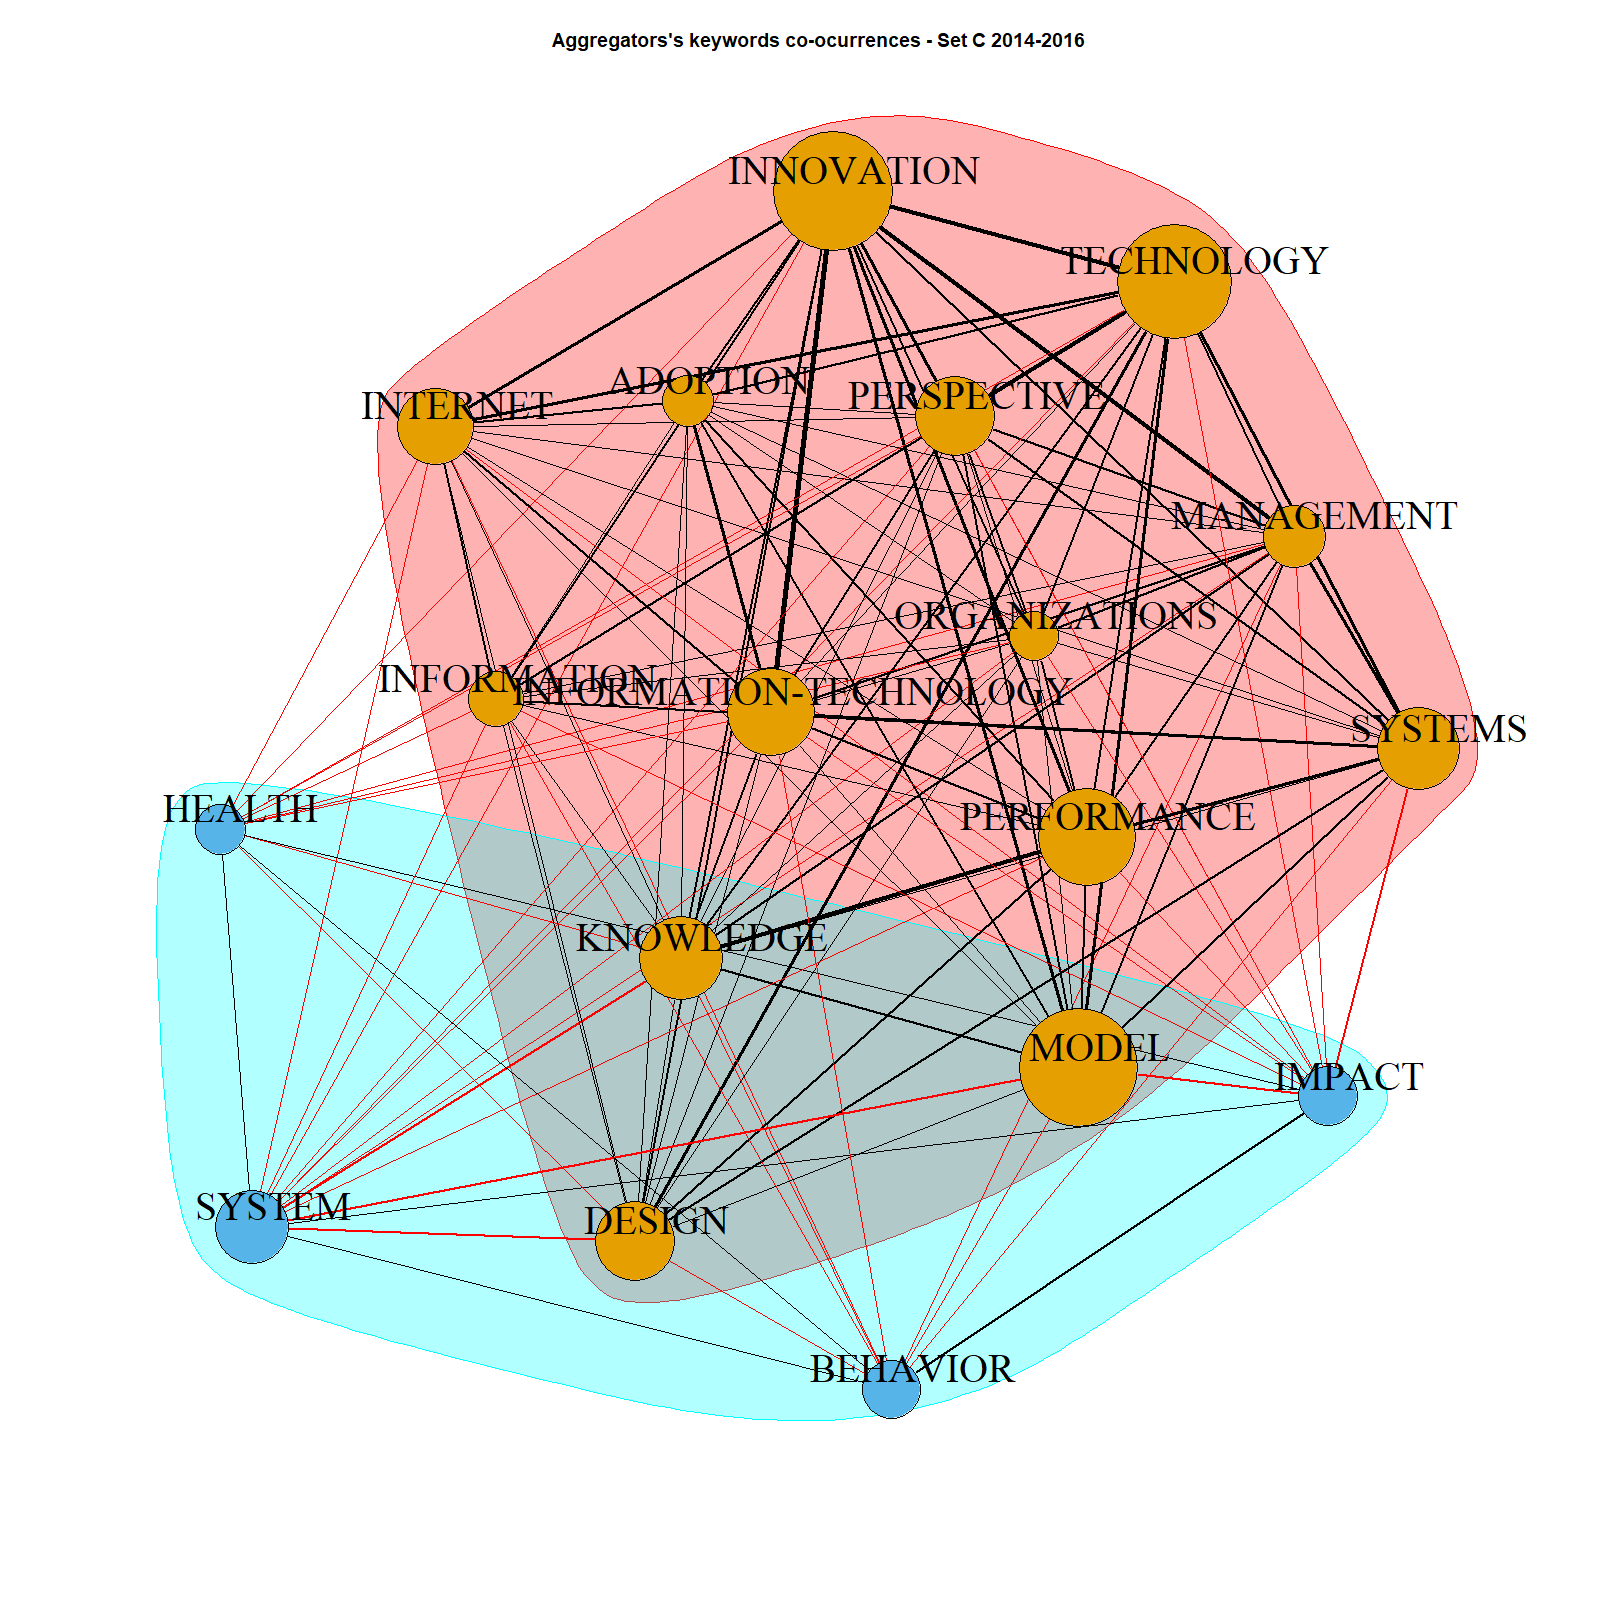 Aggregators's keywords co-ocurrences - Set C 2014-2016
INNOVATION
TECHNOLOGY
ADOPTION
PERSPECTIVE
INTERNET
MANAGEMENT
ORGANIZATIONS
INFORMATION
INFORMATION-TECHNOLOGY
SYSTEMS
HEALTH
PERFORMANCE
KNOWLEDGE
MODEL
IMPACT
SYSTEM
DESIGN
BEHAVIOR